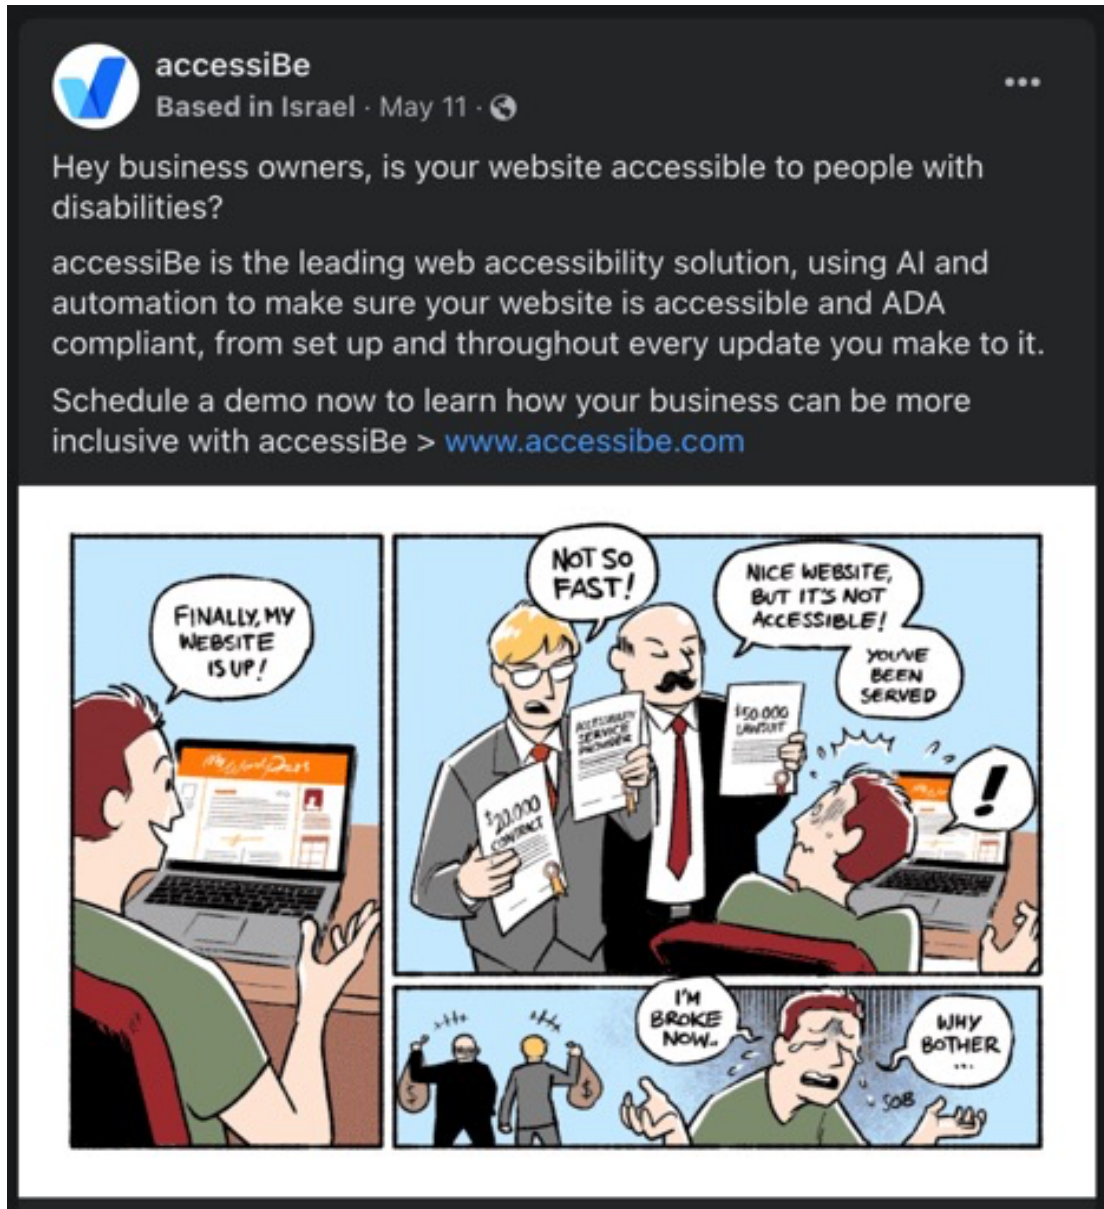 accessiBe
Based in Israel · May 11 ·
Hey business owners, is your website accessible to people with
disabilities?
accessiBe is the leading web accessibility solution, using AI and
automation to make sure your website is accessible and ADA
compliant, from set up and throughout every update you make to it.
Schedule a demo now to learn how your business can be more
inclusive with accessiBe > www.accessibe.com
FINALLY, MY
WEBSITE
IS UP!
My WordPress
NOT SO
FAST!
NICE WEBSITE,
BUT IT'S NOT
ACCESSIBLE!
YOU'VE
BEEN
SERVED
$20.000
CONTRACT
ACCESSIBILITY
SERVICE
PROVIDER
$50.000
LAWSUIT
!
$
$
I'M
BROKE
NOW..
WHY
BOTHER
...
SOB